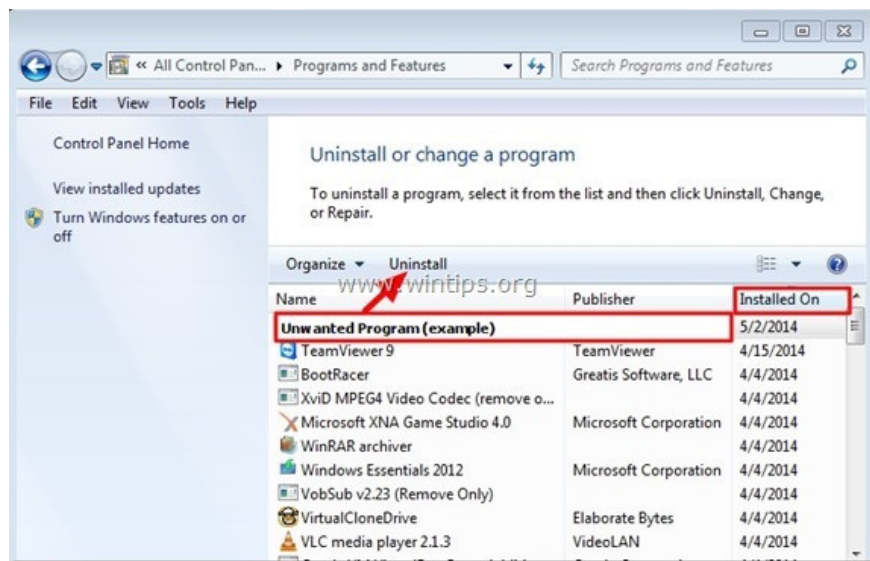 « All Control Pan... ▸ Programs and Features
Search Programs and Features
File Edit View Tools Help
Control Panel Home
View installed updates
Turn Windows features on or
off
Uninstall or change a program
To uninstall a program, select it from the list and then click Uninstall, Change,
or Repair.
Organize Uninstall
www.wintips.org
Name Publisher Installed On
Unwanted Program (example) 5/2/2014
TeamViewer 9 TeamViewer 4/15/2014
BootRacer Greatis Software, LLC 4/4/2014
XviD MPEG4 Video Codec (remove o... 4/4/2014
Microsoft XNA Game Studio 4.0 Microsoft Corporation 4/4/2014
WinRAR archiver 4/4/2014
Windows Essentials 2012 Microsoft Corporation 4/4/2014
VobSub v2.23 (Remove Only) 4/4/2014
VirtualCloneDrive Elaborate Bytes 4/4/2014
VLC media player 2.1.3 VideoLAN 4/4/2014